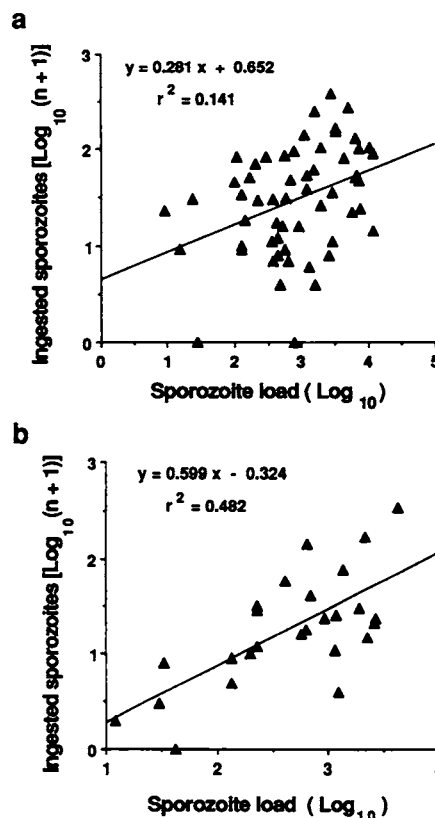 a
y = 0.281 x + 0.652
r² = 0.141
Ingested sporozoites [Log₁₀(n + 1)]
3
2
1
0
0 1 2 3 4 5
Sporozoite load ( Log₁₀ )
b
y = 0.599 x - 0.324
r² = 0.482
Ingested sporozoites [Log₁₀(n + 1)]
3
2
1
0
1 2 3 4
Sporozoite load ( Log₁₀ )